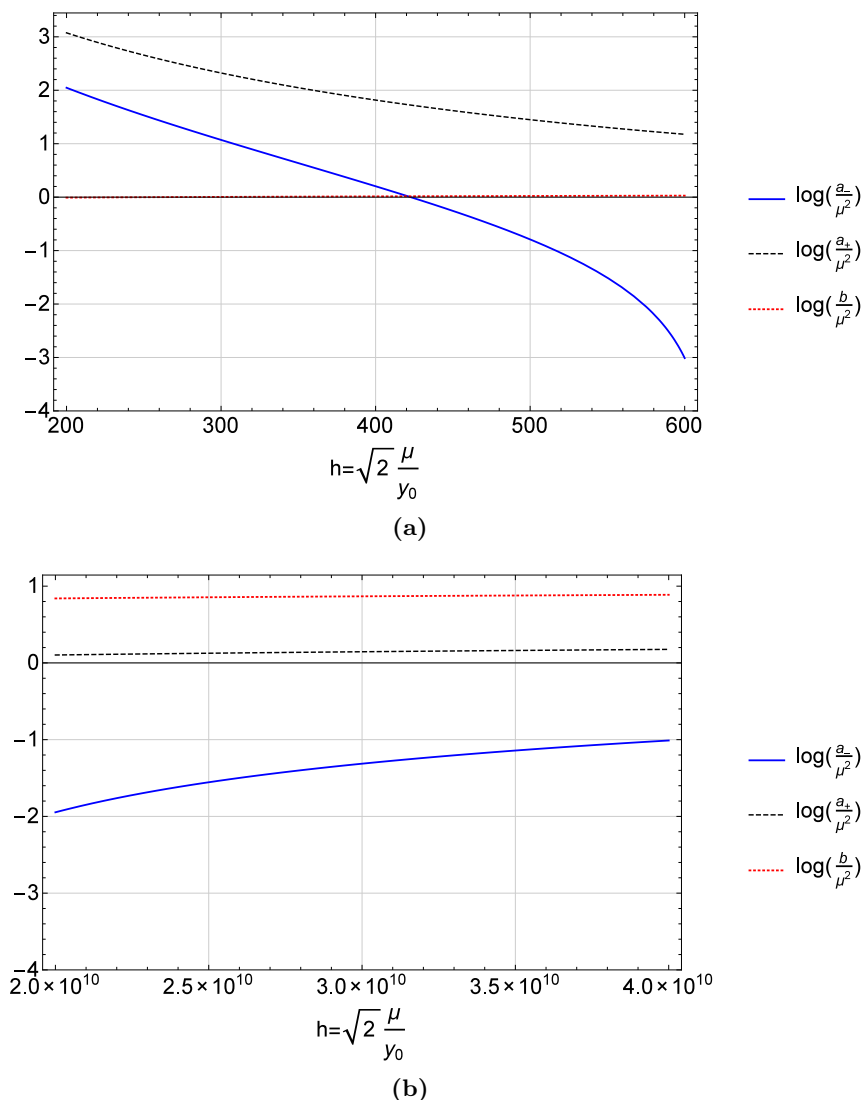 3
2
1
0
−1
−2
−3
−4
200 300 400 500 600
h=√2 μ/y₀
log(a₋/μ²)
log(a₊/μ²)
log(b/μ²)
(a)
1
0
−1
−2
−3
−4
2.0×10¹⁰ 2.5×10¹⁰ 3.0×10¹⁰ 3.5×10¹⁰ 4.0×10¹⁰
h=√2 μ/y₀
log(a₋/μ²)
log(a₊/μ²)
log(b/μ²)
(b)